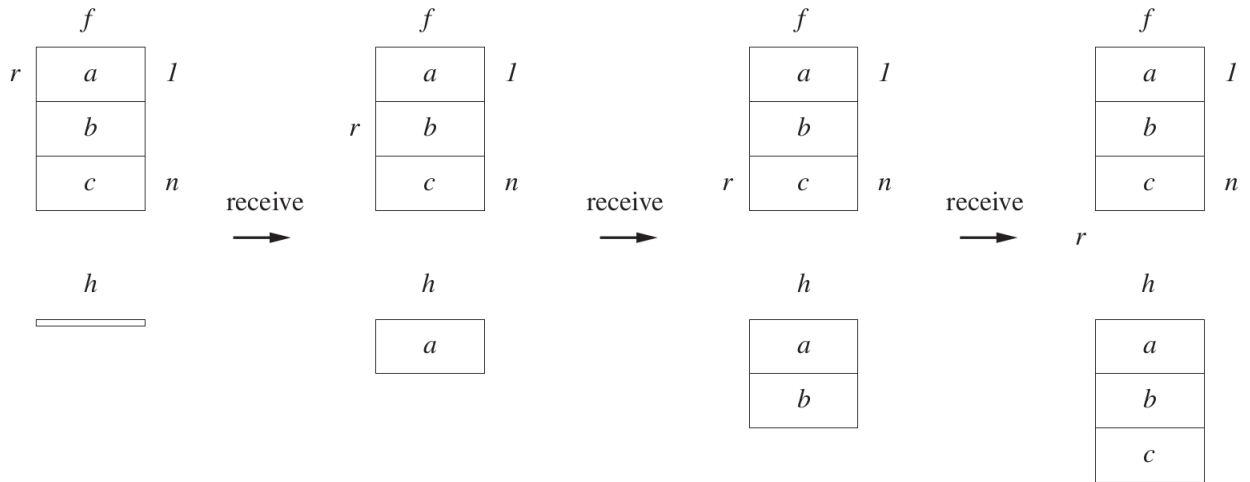 f f f f
r a 1 a 1 a 1 a 1
b r b b b
c n c n r c n c n
receive receive receive
r
h h h h
a a a
b b
c